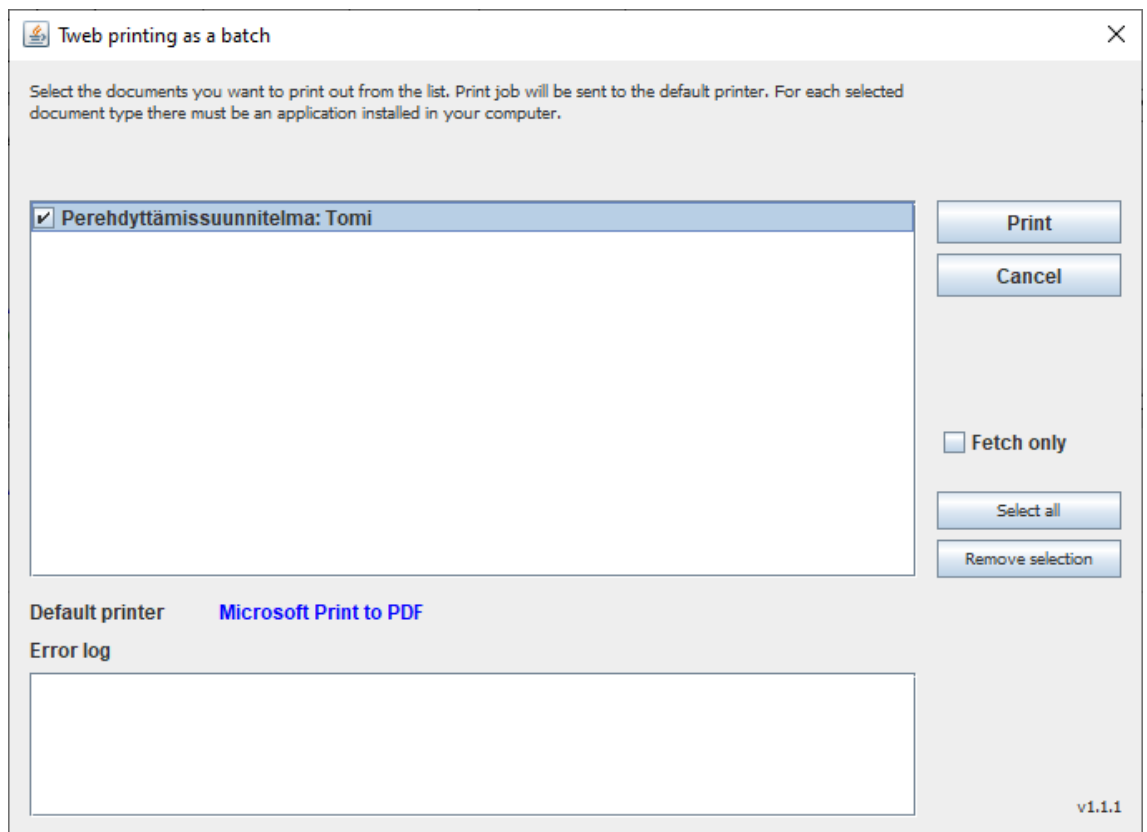 Tweb printing as a batch
Select the documents you want to print out from the list. Print job will be sent to the default printer. For each selected
document type there must be an application installed in your computer.
Perehdyttämissuunnitelma: Tomi
Print
Cancel
Fetch only
Select all
Remove selection
Default printer Microsoft Print to PDF
Error log
v1.1.1